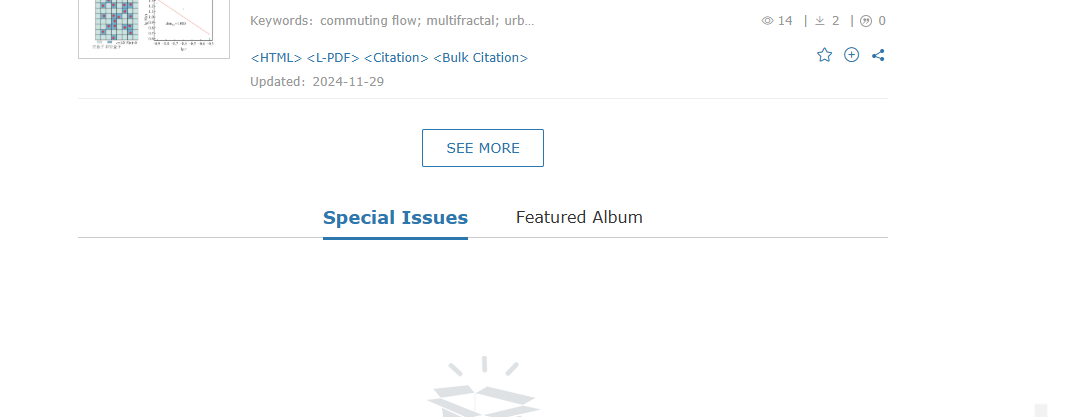 Keywords: commuting flow; multifractal; urb...
14 | 2 | 0
<HTML> <L-PDF> <Citation> <Bulk Citation>
Updated: 2024-11-29
SEE MORE
Special Issues Featured Album